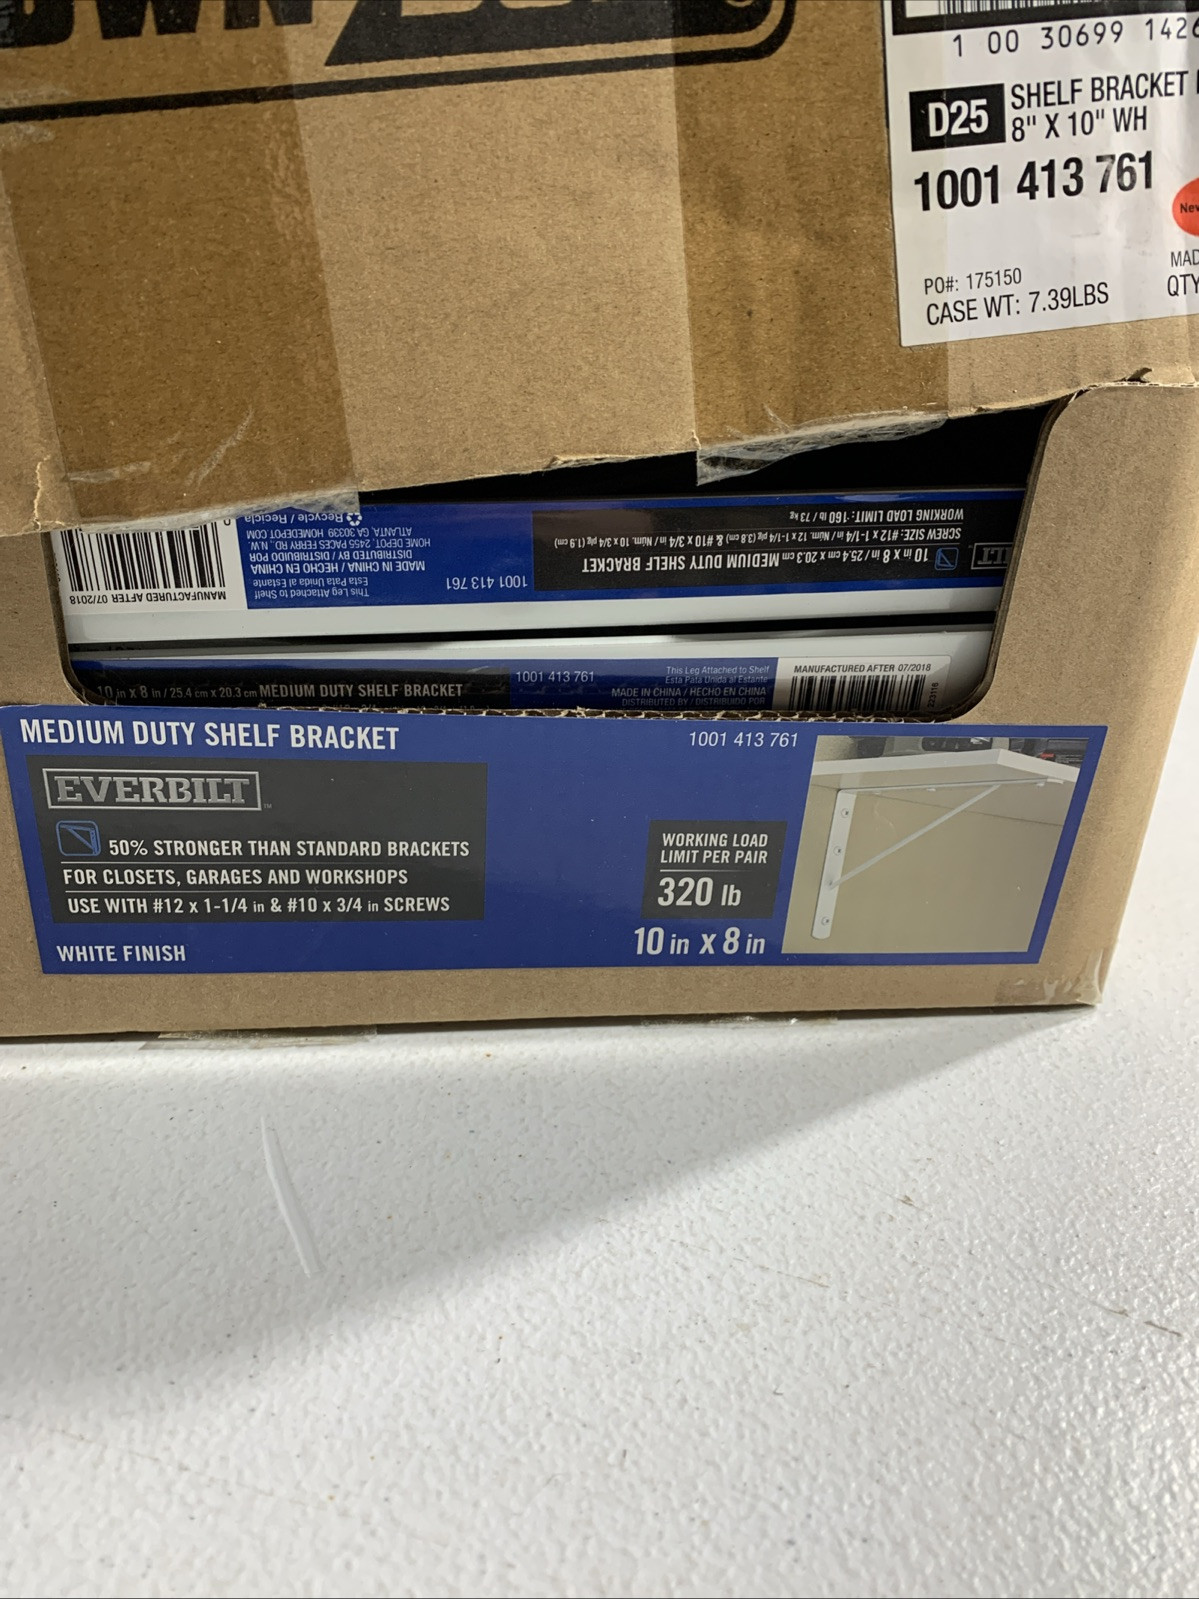 1 00 30699 142
D25
SHELF BRACKET
8" X 10" WH
1001 413 761
New
PO#: 175150
CASE WT: 7.39LBS
MAD
QTY
WORKING LOAD LIMIT: 160 lb / 73 kg
SCREW SIZE: #12 x 1-1/4 in / Núm. 12 x 1-1/4 plg (3.8 cm) & #10 x 3/4 in / Núm. 10 x 3/4 plg (1.9 cm)
10 in x 8 in / 25.4 cm x 20.3 cm MEDIUM DUTY SHELF BRACKET
1001 413 761
This Leg Attached to Shelf
Esta Pata Unida al Estante
MADE IN CHINA / HECHO EN CHINA
DISTRIBUTED BY / DISTRIBUIDO POR
HOME DEPOT, 2455 PACES FERRY RD., N.W.
ATLANTA, GA 30339 HOMEDEPOT.COM
Recycle / Recicla
MANUFACTURED AFTER 07/2018
10 in x 8 in / 25.4 cm x 20.3 cm MEDIUM DUTY SHELF BRACKET
1001 413 761
This Leg Attached to Shelf
Esta Pata Unida al Estante
MADE IN CHINA / HECHO EN CHINA
DISTRIBUTED BY / DISTRIBUIDO POR
MANUFACTURED AFTER 07/2018
MEDIUM DUTY SHELF BRACKET
1001 413 761
EVERBILT™
50% STRONGER THAN STANDARD BRACKETS
FOR CLOSETS, GARAGES AND WORKSHOPS
USE WITH #12 x 1-1/4 in & #10 x 3/4 in SCREWS
WHITE FINISH
WORKING LOAD
LIMIT PER PAIR
320 lb
10 in x 8 in